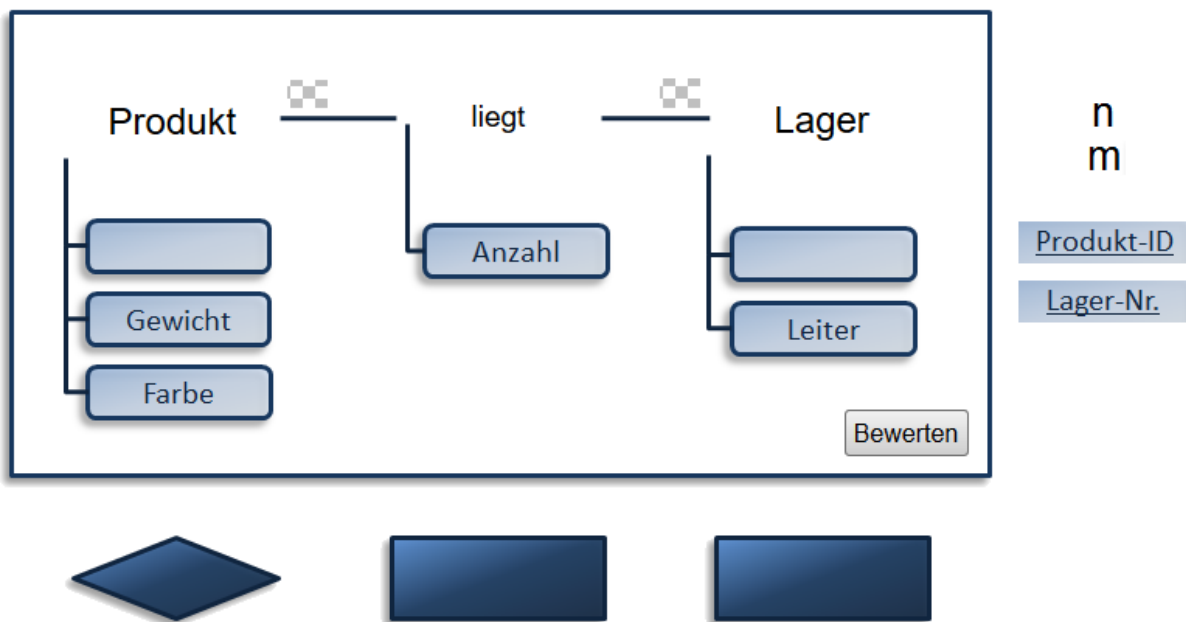 Produkt
liegt
Lager
n
m
Anzahl
Produkt-ID
Gewicht
Leiter
Lager-Nr.
Farbe
Bewerten